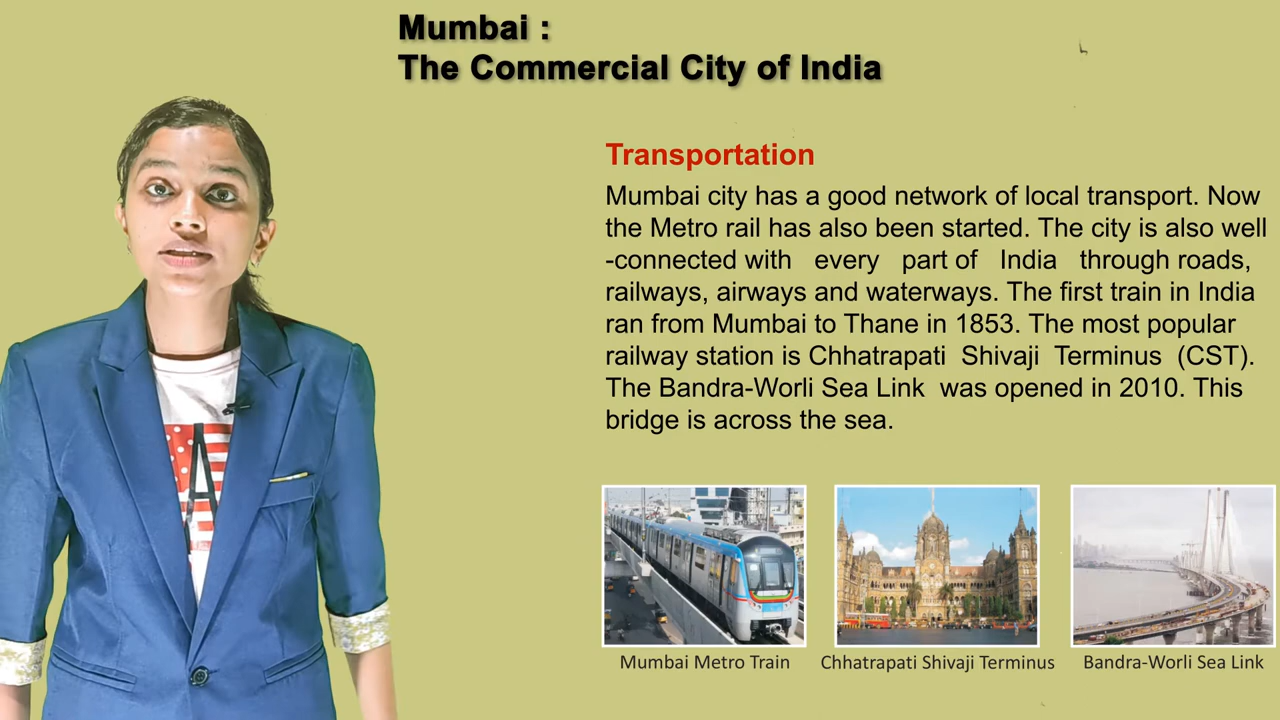 Mumbai :
The Commercial City of India
Transportation
Mumbai city has a good network of local transport. Now
the Metro rail has also been started. The city is also well
-connected with every part of India through roads,
railways, airways and waterways. The first train in India
ran from Mumbai to Thane in 1853. The most popular
railway station is Chhatrapati Shivaji Terminus (CST).
The Bandra-Worli Sea Link was opened in 2010. This
bridge is across the sea.
Mumbai Metro Train
Chhatrapati Shivaji Terminus
Bandra-Worli Sea Link